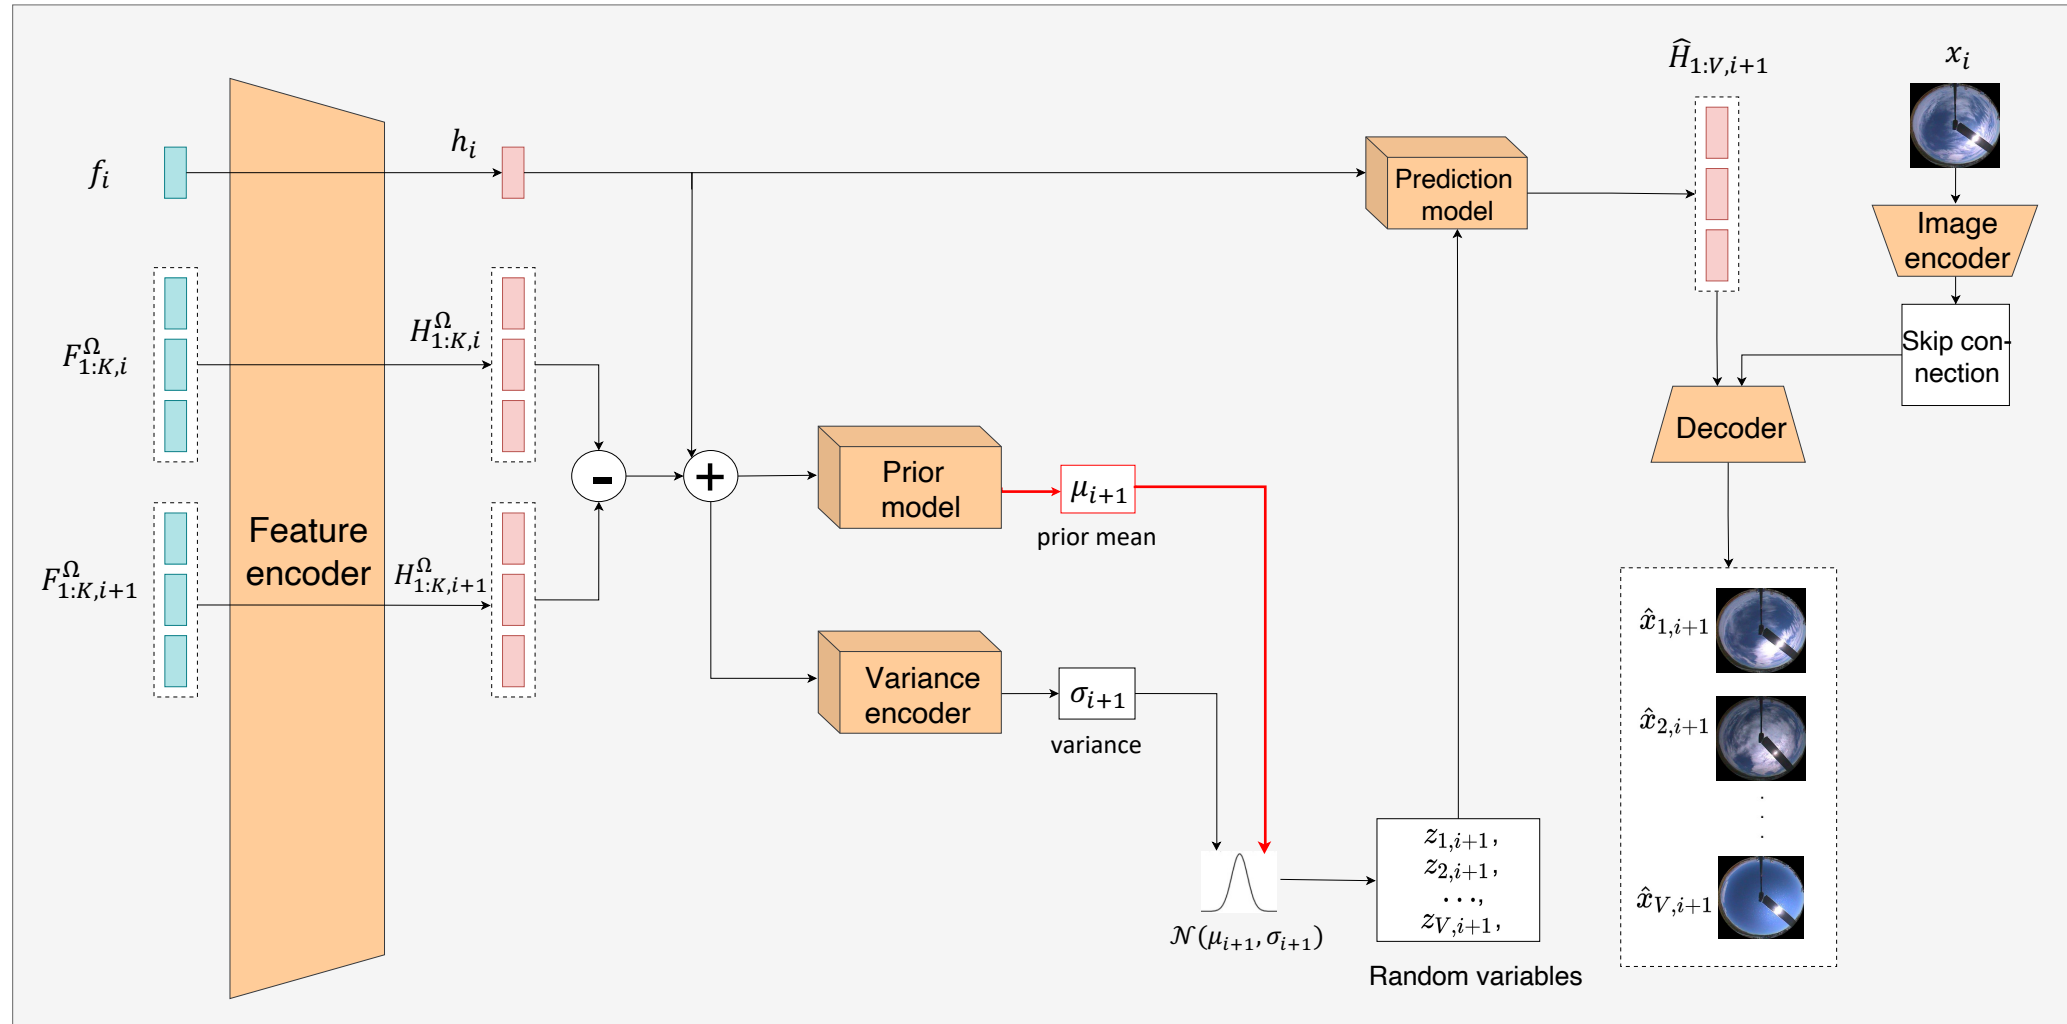 f_i
F^Ω_{1:K,i}
F^Ω_{1:K,i+1}
Feature
encoder
h_i
H^Ω_{1:K,i}
H^Ω_{1:K,i+1}
-
+
Prior
model
μ_{i+1}
prior mean
Variance
encoder
σ_{i+1}
variance
𝒩(μ_{i+1}, σ_{i+1})
z_{1,i+1},
z_{2,i+1},
...,
z_{V,i+1},
Random variables
Prediction
model
Ĥ_{1:V,i+1}
x_i
Image
encoder
Skip con-
nection
Decoder
x̂_{1,i+1}
x̂_{2,i+1}
.
.
.
x̂_{V,i+1}